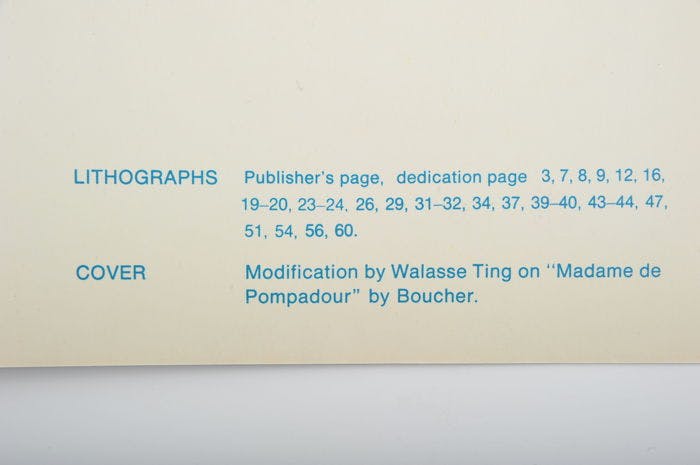 LITHOGRAPHS Publisher's page, dedication page 3, 7, 8, 9, 12, 16,
19–20, 23–24, 26, 29, 31–32, 34, 37, 39–40, 43–44, 47,
51, 54, 56, 60.
COVER Modification by Walasse Ting on ''Madame de
Pompadour” by Boucher.